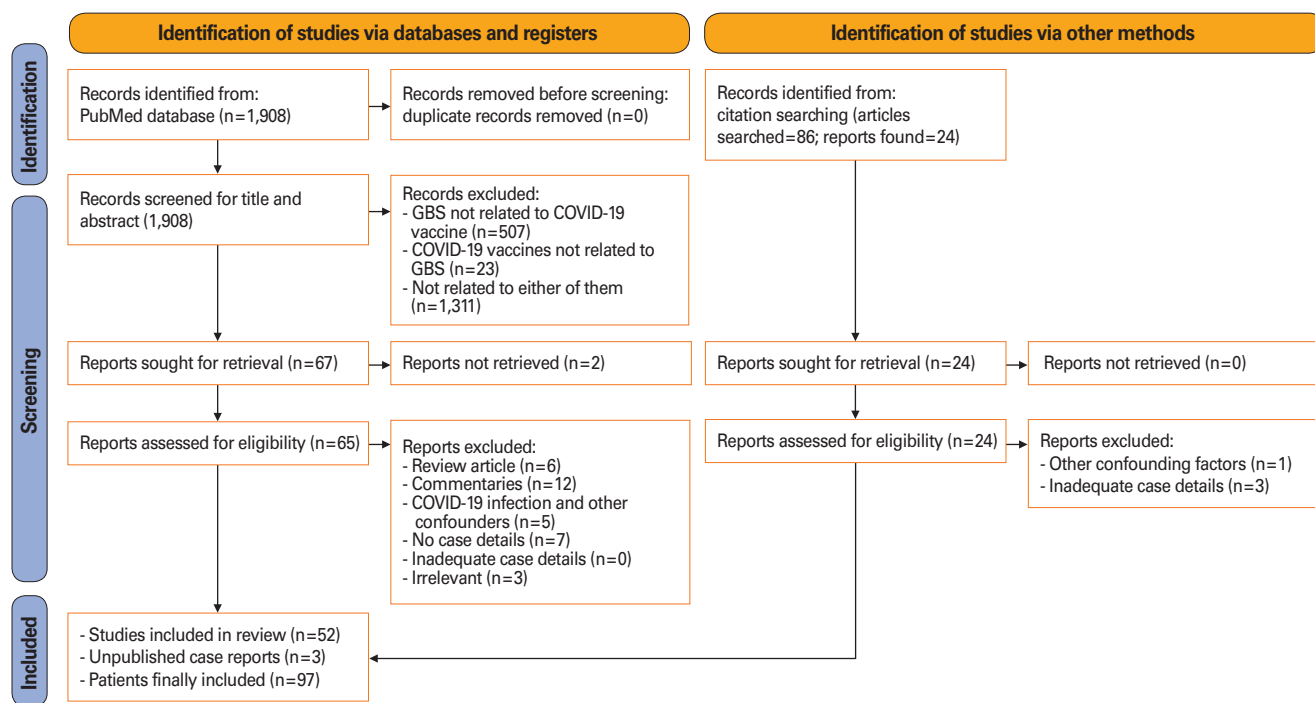 Identification of studies via databases and registers
Identification of studies via other methods
Identification
Records identified from:
PubMed database (n=1,908)
Records removed before screening:
duplicate records removed (n=0)
Records identified from:
citation searching (articles
searched=86; reports found=24)
Screening
Records screened for title and
abstract (1,908)
Records excluded:
- GBS not related to COVID-19
vaccine (n=507)
- COVID-19 vaccines not related to
GBS (n=23)
- Not related to either of them
(n=1,311)
Reports sought for retrieval (n=67)
Reports not retrieved (n=2)
Reports sought for retrieval (n=24)
Reports not retrieved (n=0)
Reports assessed for eligibility (n=65)
Reports excluded:
- Review article (n=6)
- Commentaries (n=12)
- COVID-19 infection and other
confounders (n=5)
- No case details (n=7)
- Inadequate case details (n=0)
- Irrelevant (n=3)
Reports assessed for eligibility (n=24)
Reports excluded:
- Other confounding factors (n=1)
- Inadequate case details (n=3)
Included
- Studies included in review (n=52)
- Unpublished case reports (n=3)
- Patients finally included (n=97)